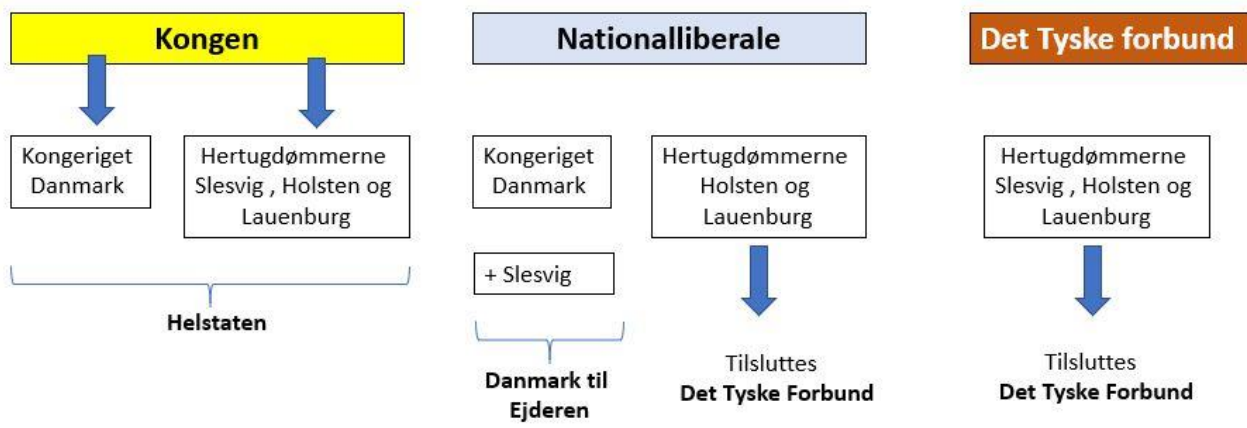 Kongen
Kongeriget
Danmark
Hertugdømmerne
Slesvig , Holsten og
Lauenburg
Helstaten
Nationalliberale
Kongeriget
Danmark
+ Slesvig
Danmark til
Ejderen
Hertugdømmerne
Holsten og
Lauenburg
Tilsluttes
Det Tyske Forbund
Det Tyske forbund
Hertugdømmerne
Slesvig , Holsten og
Lauenburg
Tilsluttes
Det Tyske Forbund